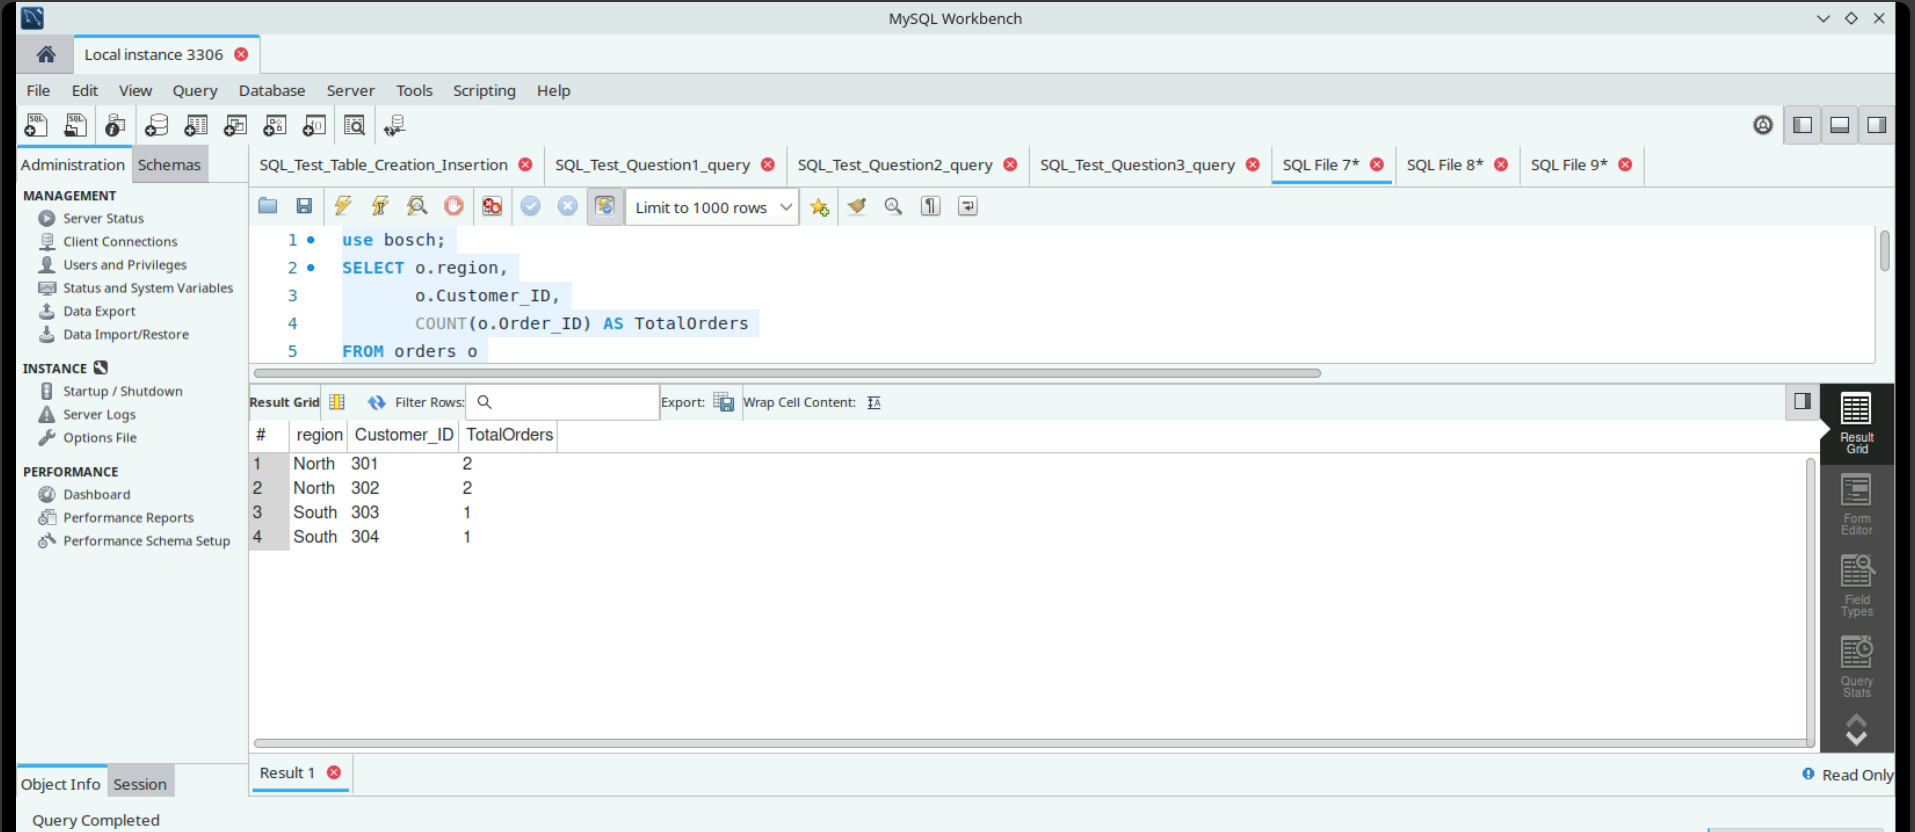 MySQL Workbench
Local instance 3306
File Edit View Query Database Server Tools Scripting Help
Administration Schemas
SQL_Test_Table_Creation_Insertion SQL_Test_Question1_query SQL_Test_Question2_query SQL_Test_Question3_query SQL File 7* SQL File 8* SQL File 9*
MANAGEMENT
Server Status
Client Connections
Users and Privileges
Status and System Variables
Data Export
Data Import/Restore
INSTANCE
Startup / Shutdown
Server Logs
Options File
PERFORMANCE
Dashboard
Performance Reports
Performance Schema Setup
Limit to 1000 rows
1 use bosch;
2 SELECT o.region,
3 o.Customer_ID,
4 COUNT(o.Order_ID) AS TotalOrders
5 FROM orders o
Result Grid Filter Rows: Export: Wrap Cell Content:
# region Customer_ID TotalOrders
1 North 301 2
2 North 302 2
3 South 303 1
4 South 304 1
Result
Grid
Form
Editor
Field
Types
Query
Stats
Result 1
Read Only
Object Info Session
Query Completed